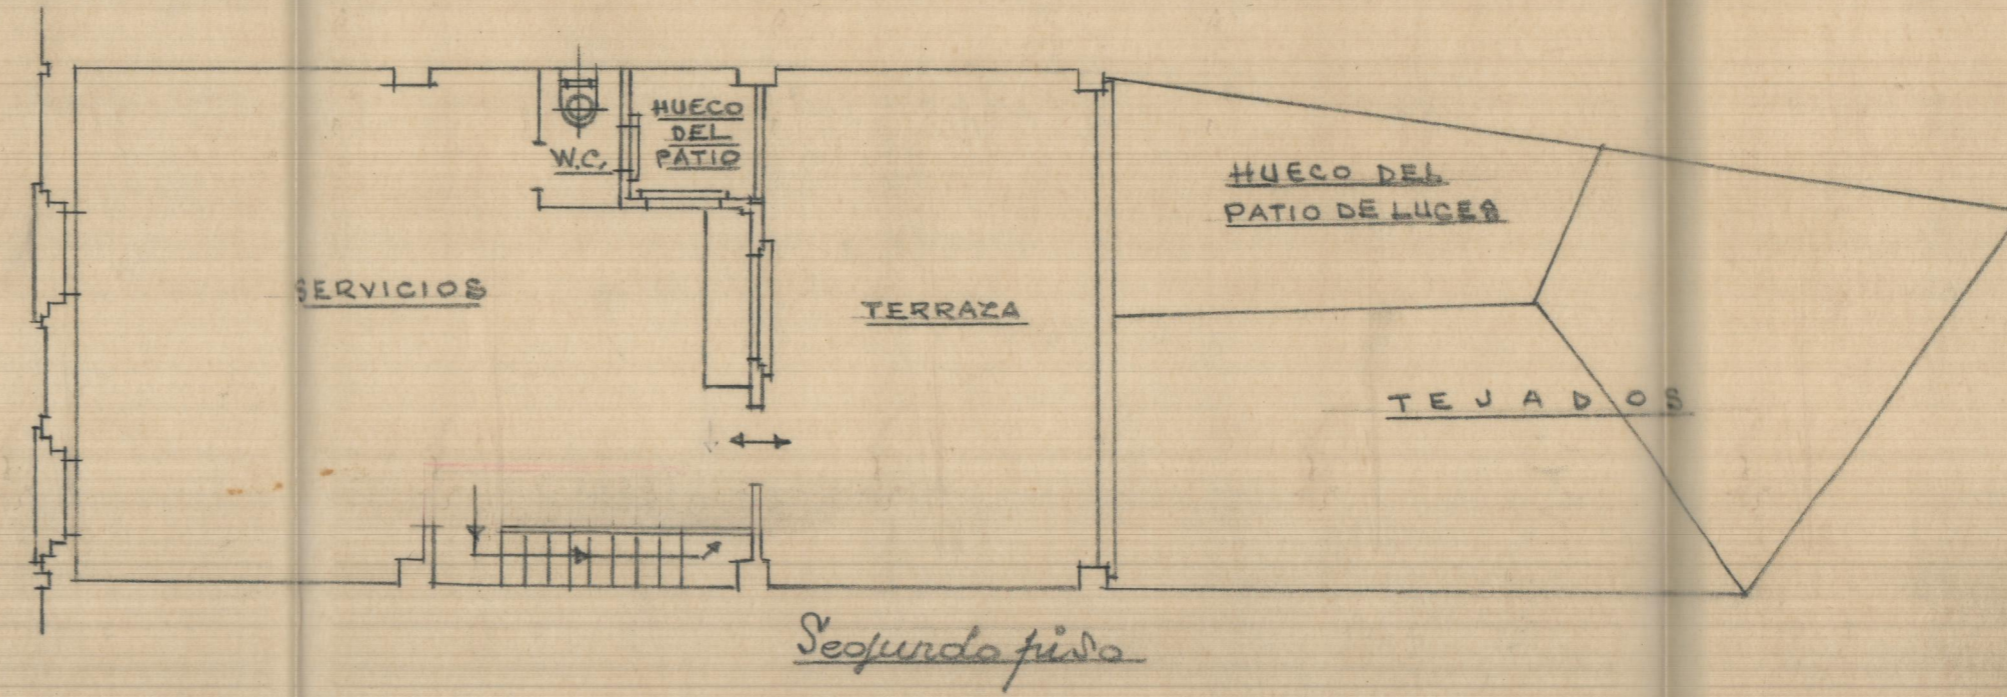 HUECO
DEL
PATIO
W.C.
SERVICIOS
TERRAZA
HUECO DEL
PATIO DE LUCES
TEJADOS
Segundo piso